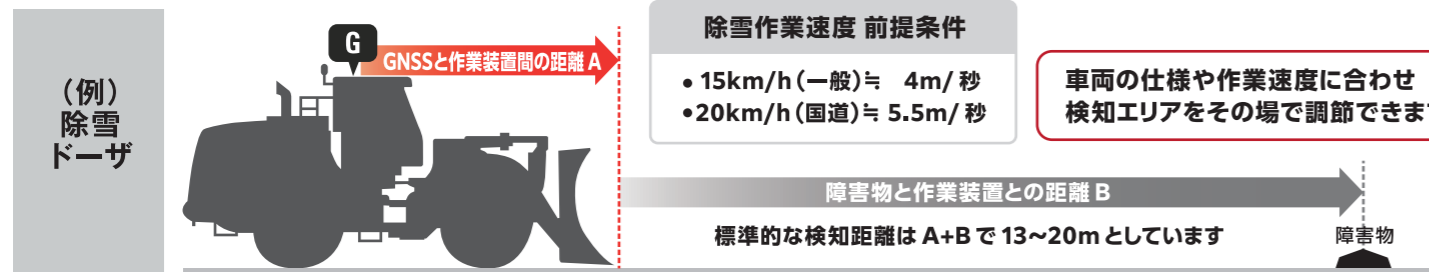 (例)
除雪
ドーザ
G
GNSSと作業装置間の距離 A
除雪作業速度 前提条件
• 15km/h(一般)≒ 4m/ 秒
•20km/h(国道)≒ 5.5m/ 秒
車両の仕様や作業速度に合わせ
検知エリアをその場で調節できま
障害物と作業装置との距離 B
標準的な検知距離は A+B で 13~20m としています
障害物